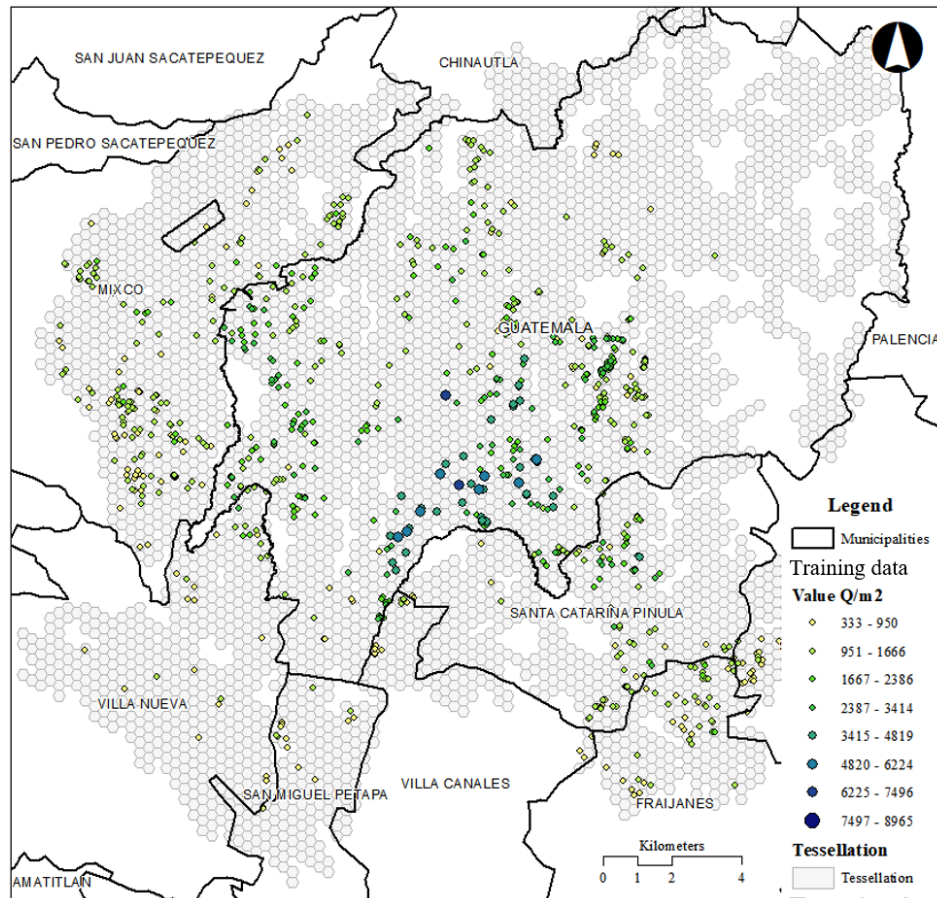 SAN JUAN SACATEPEQUEZ
CHINAUTLA
SAN PEDRO SACATEPEQUEZ
MIXCO
GUATEMALA
PALENCIA
SANTA CATARINA PINULA
VILLA NUEVA
VILLA CANALES
SAN MIGUEL PETAPA
FRAIJANES
AMATITLAN
Kilometers
0 1 2 4
Legend
Municipalities
Training data
Value Q/m2
333 - 950
951 - 1666
1667 - 2386
2387 - 3414
3415 - 4819
4820 - 6224
6225 - 7496
7497 - 8965
Tessellation
Tessellation